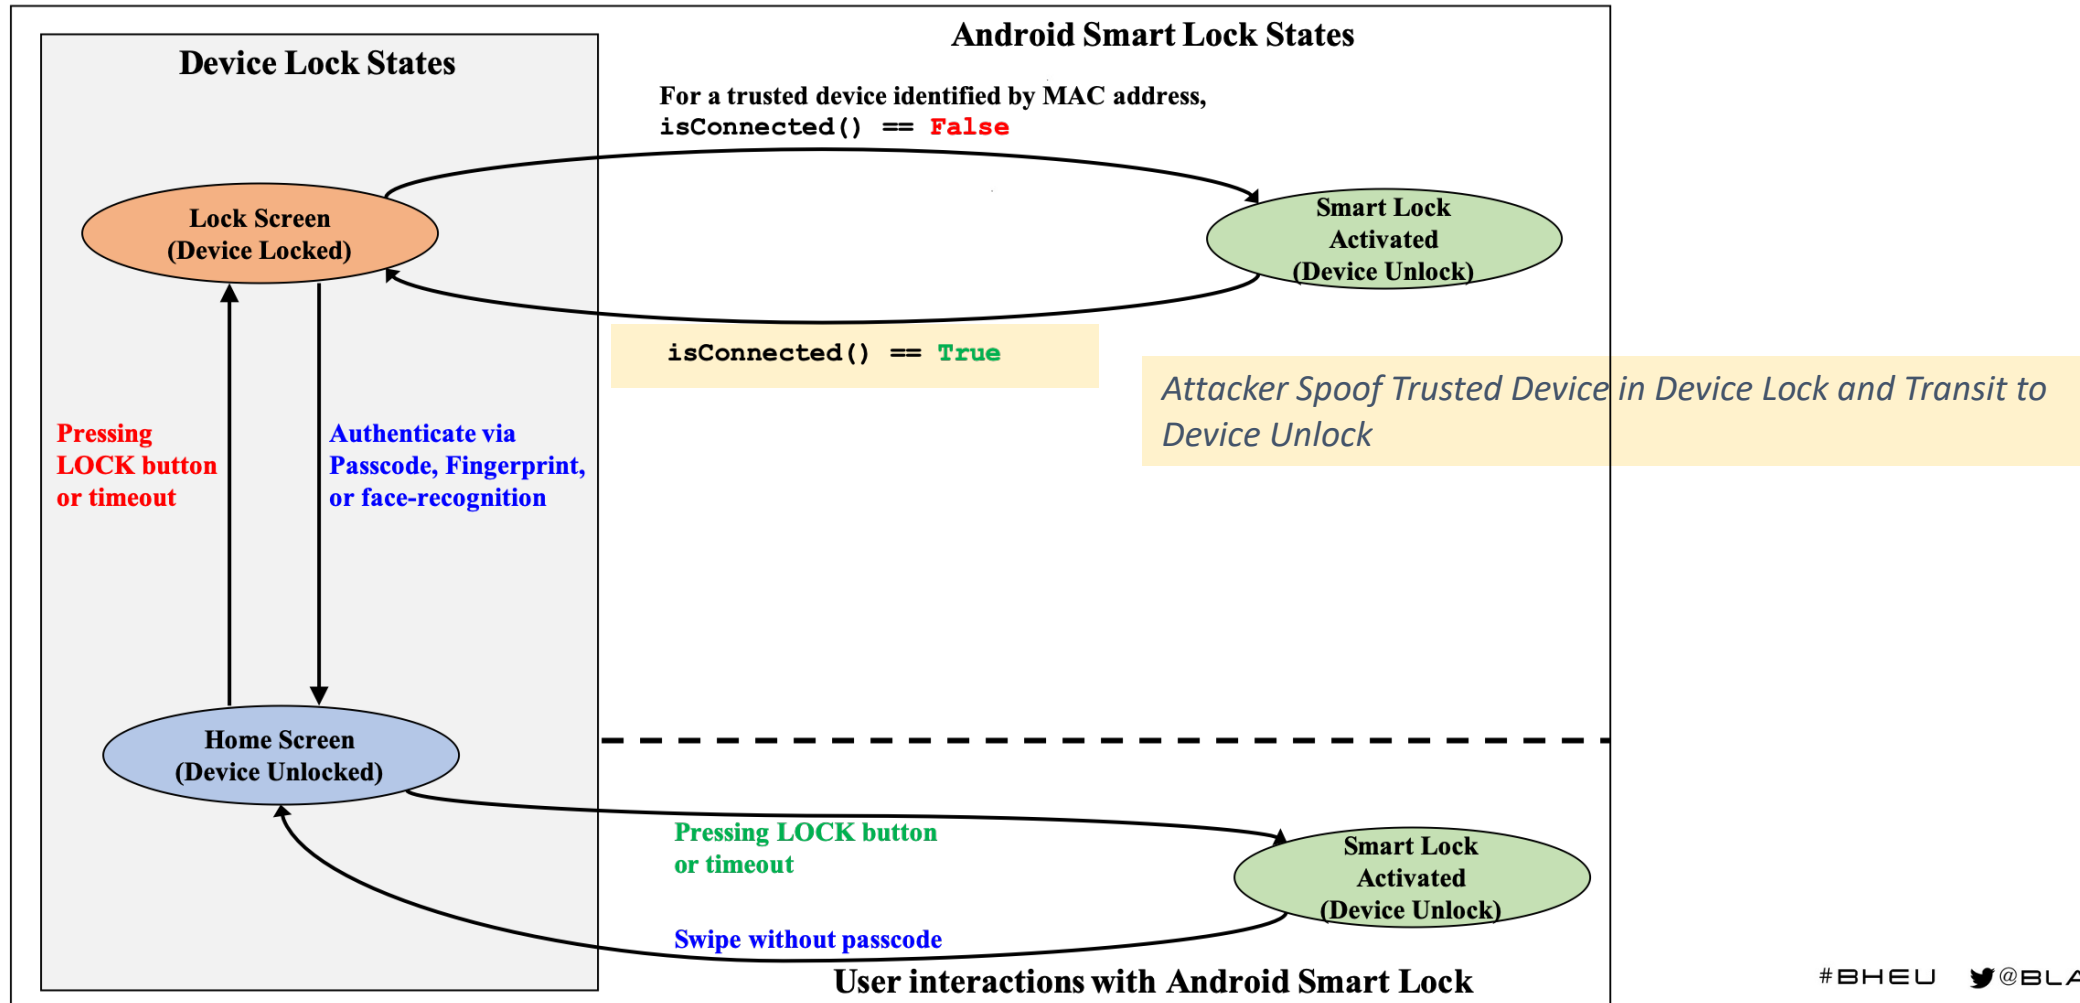 Android Smart Lock States
Device Lock States
For a trusted device identified by MAC address,
isConnected() == False
Lock Screen
(Device Locked)
Smart Lock
Activated
(Device Unlock)
isConnected() == True
Attacker Spoof Trusted Device in Device Lock and Transit to
Device Unlock
Pressing
LOCK button
or timeout
Authenticate via
Passcode, Fingerprint,
or face-recognition
Home Screen
(Device Unlocked)
Pressing LOCK button
or timeout
Smart Lock
Activated
(Device Unlock)
Swipe without passcode
User interactions with Android Smart Lock
#BHEU @BLA